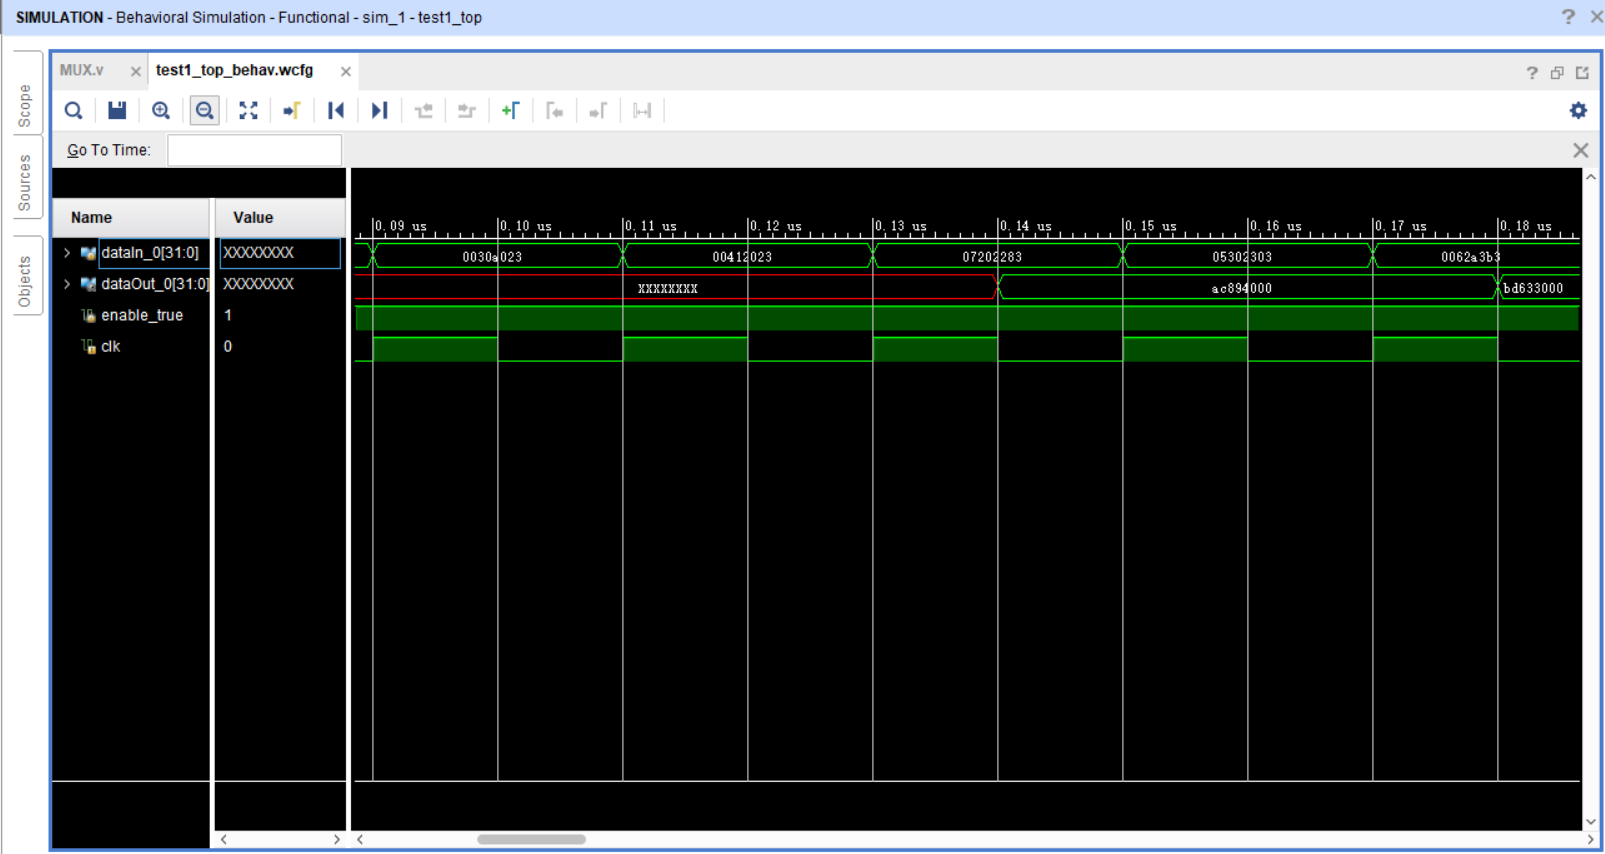 SIMULATION - Behavioral Simulation - Functional - sim_1 - test1_top
Scope
Sources
Objects
MUX.v
test1_top_behav.wcfg
Go To Time:
Name Value
0.09 us 0.10 us 0.11 us 0.12 us 0.13 us 0.14 us 0.15 us 0.16 us 0.17 us 0.18 us
dataIn_0[31:0] XXXXXXXX 0030a023 00412023 07202283 05302303 0062a3b3
dataOut_0[31:0] XXXXXXXX XXXXXXXX ac894000 bd633000
enable_true 1
clk 0